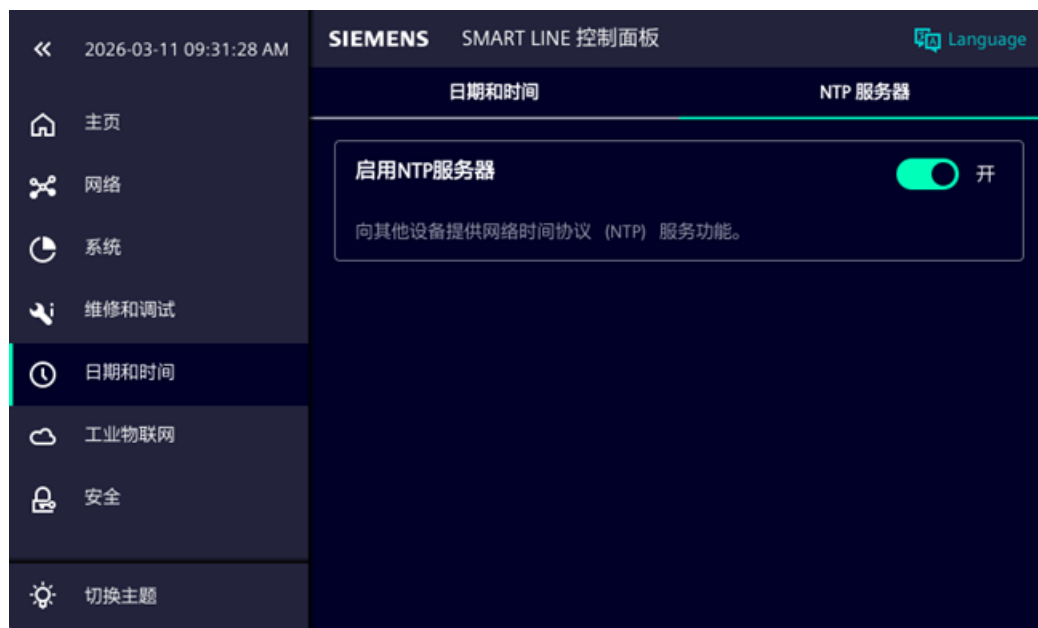 2026-03-11 09:31:28 AM
主页
网络
系统
维修和调试
日期和时间
工业物联网
安全
切换主题
SIEMENS SMART LINE 控制面板
Language
日期和时间
NTP 服务器
启用NTP服务器
开
向其他设备提供网络时间协议 (NTP) 服务功能。